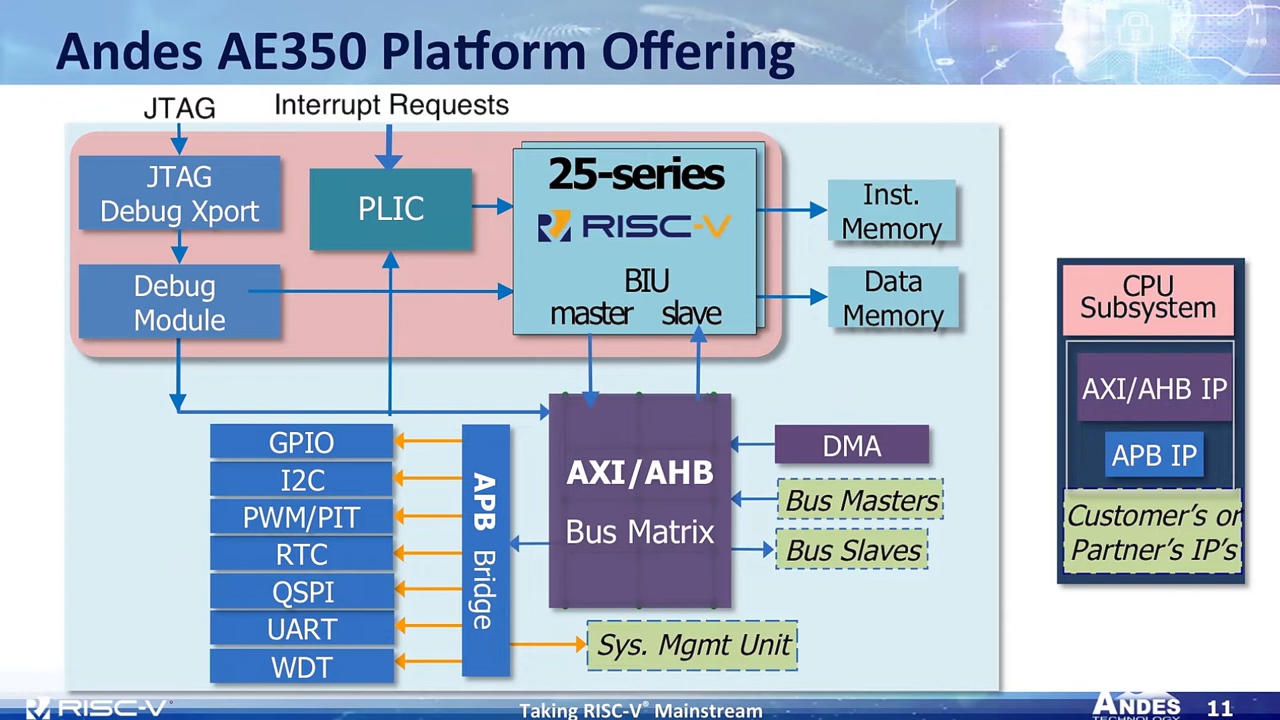 Andes AE350 Platform Offering
JTAG
Interrupt Requests
JTAG
Debug Xport
PLIC
25-series
RISC-V
BIU
master slave
Inst.
Memory
Debug
Module
Data
Memory
CPU
Subsystem
AXI/AHB IP
APB IP
Customer's or
Partner's IP's
GPIO
I2C
PWM/PIT
RTC
QSPI
UART
WDT
APB Bridge
AXI/AHB
Bus Matrix
DMA
Bus Masters
Bus Slaves
Sys. Mgmt Unit
RISC-V®
Taking RISC-V® Mainstream
ANDES
TECHNOLOGY
11